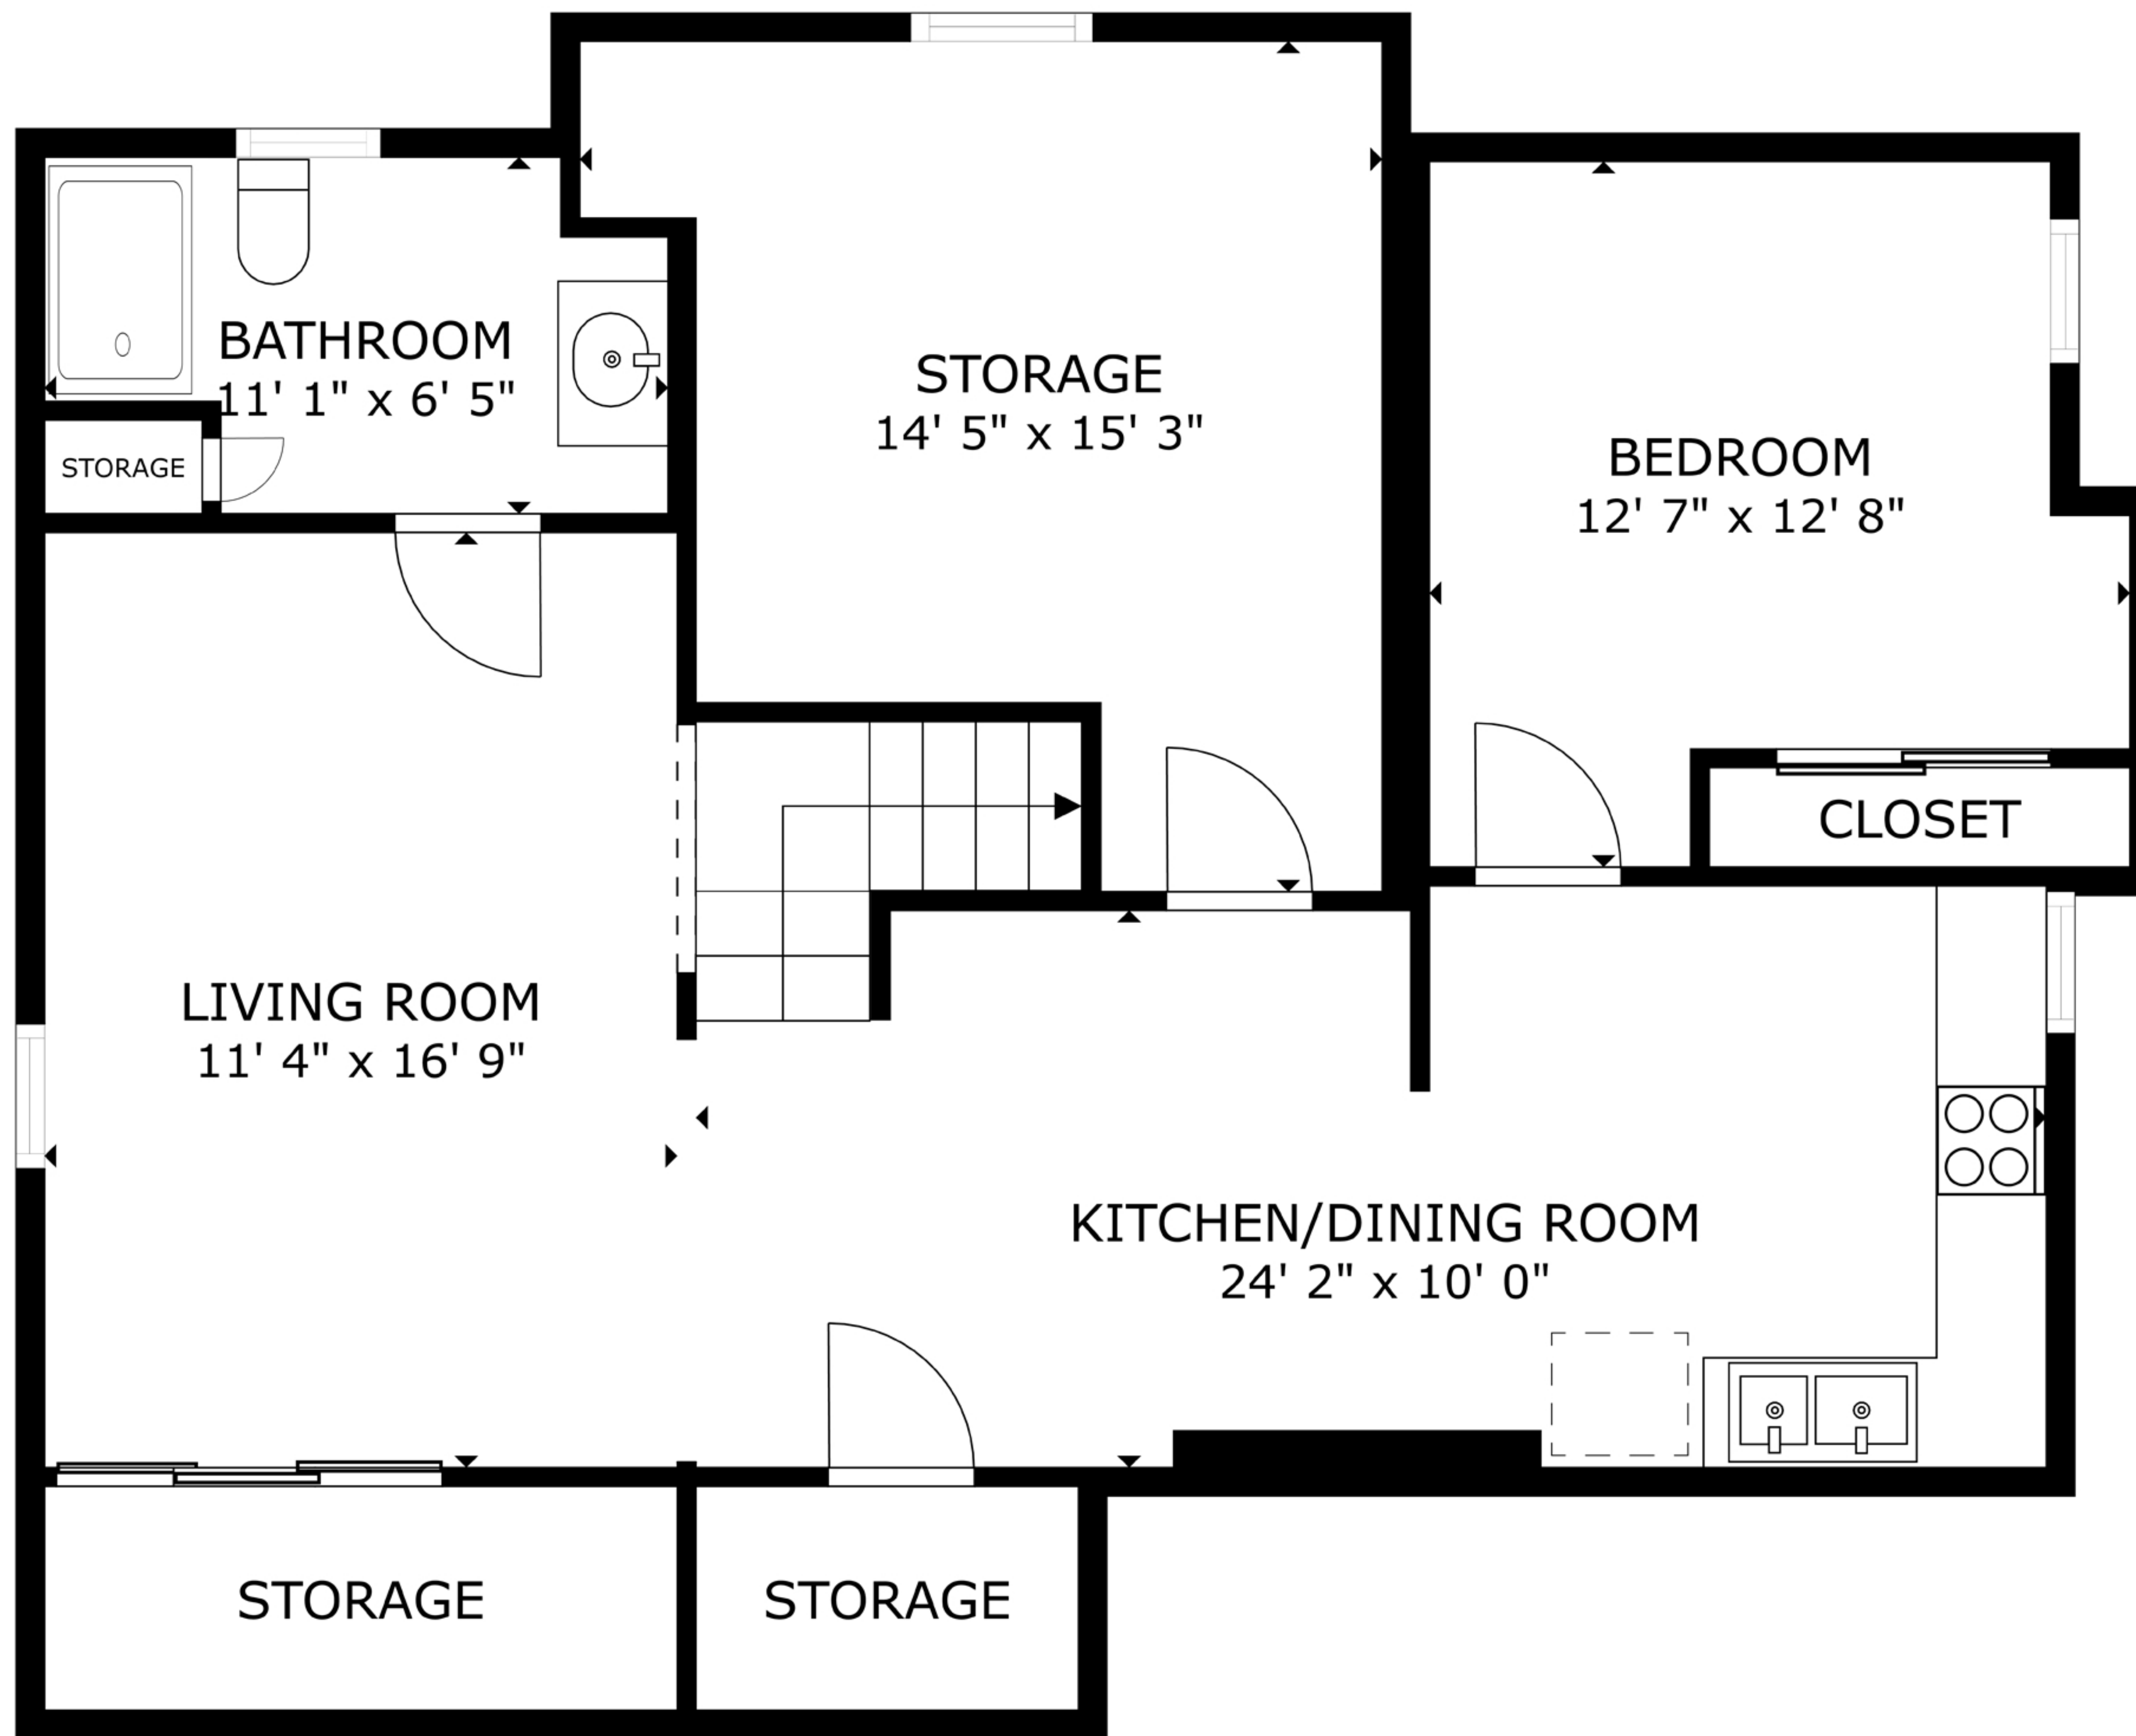 BATHROOM
11' 1" x 6' 5"
STORAGE
STORAGE
14' 5" x 15' 3"
BEDROOM
12' 7" x 12' 8"
CLOSET
LIVING ROOM
11' 4" x 16' 9"
KITCHEN/DINING ROOM
24' 2" x 10' 0"
STORAGE
STORAGE